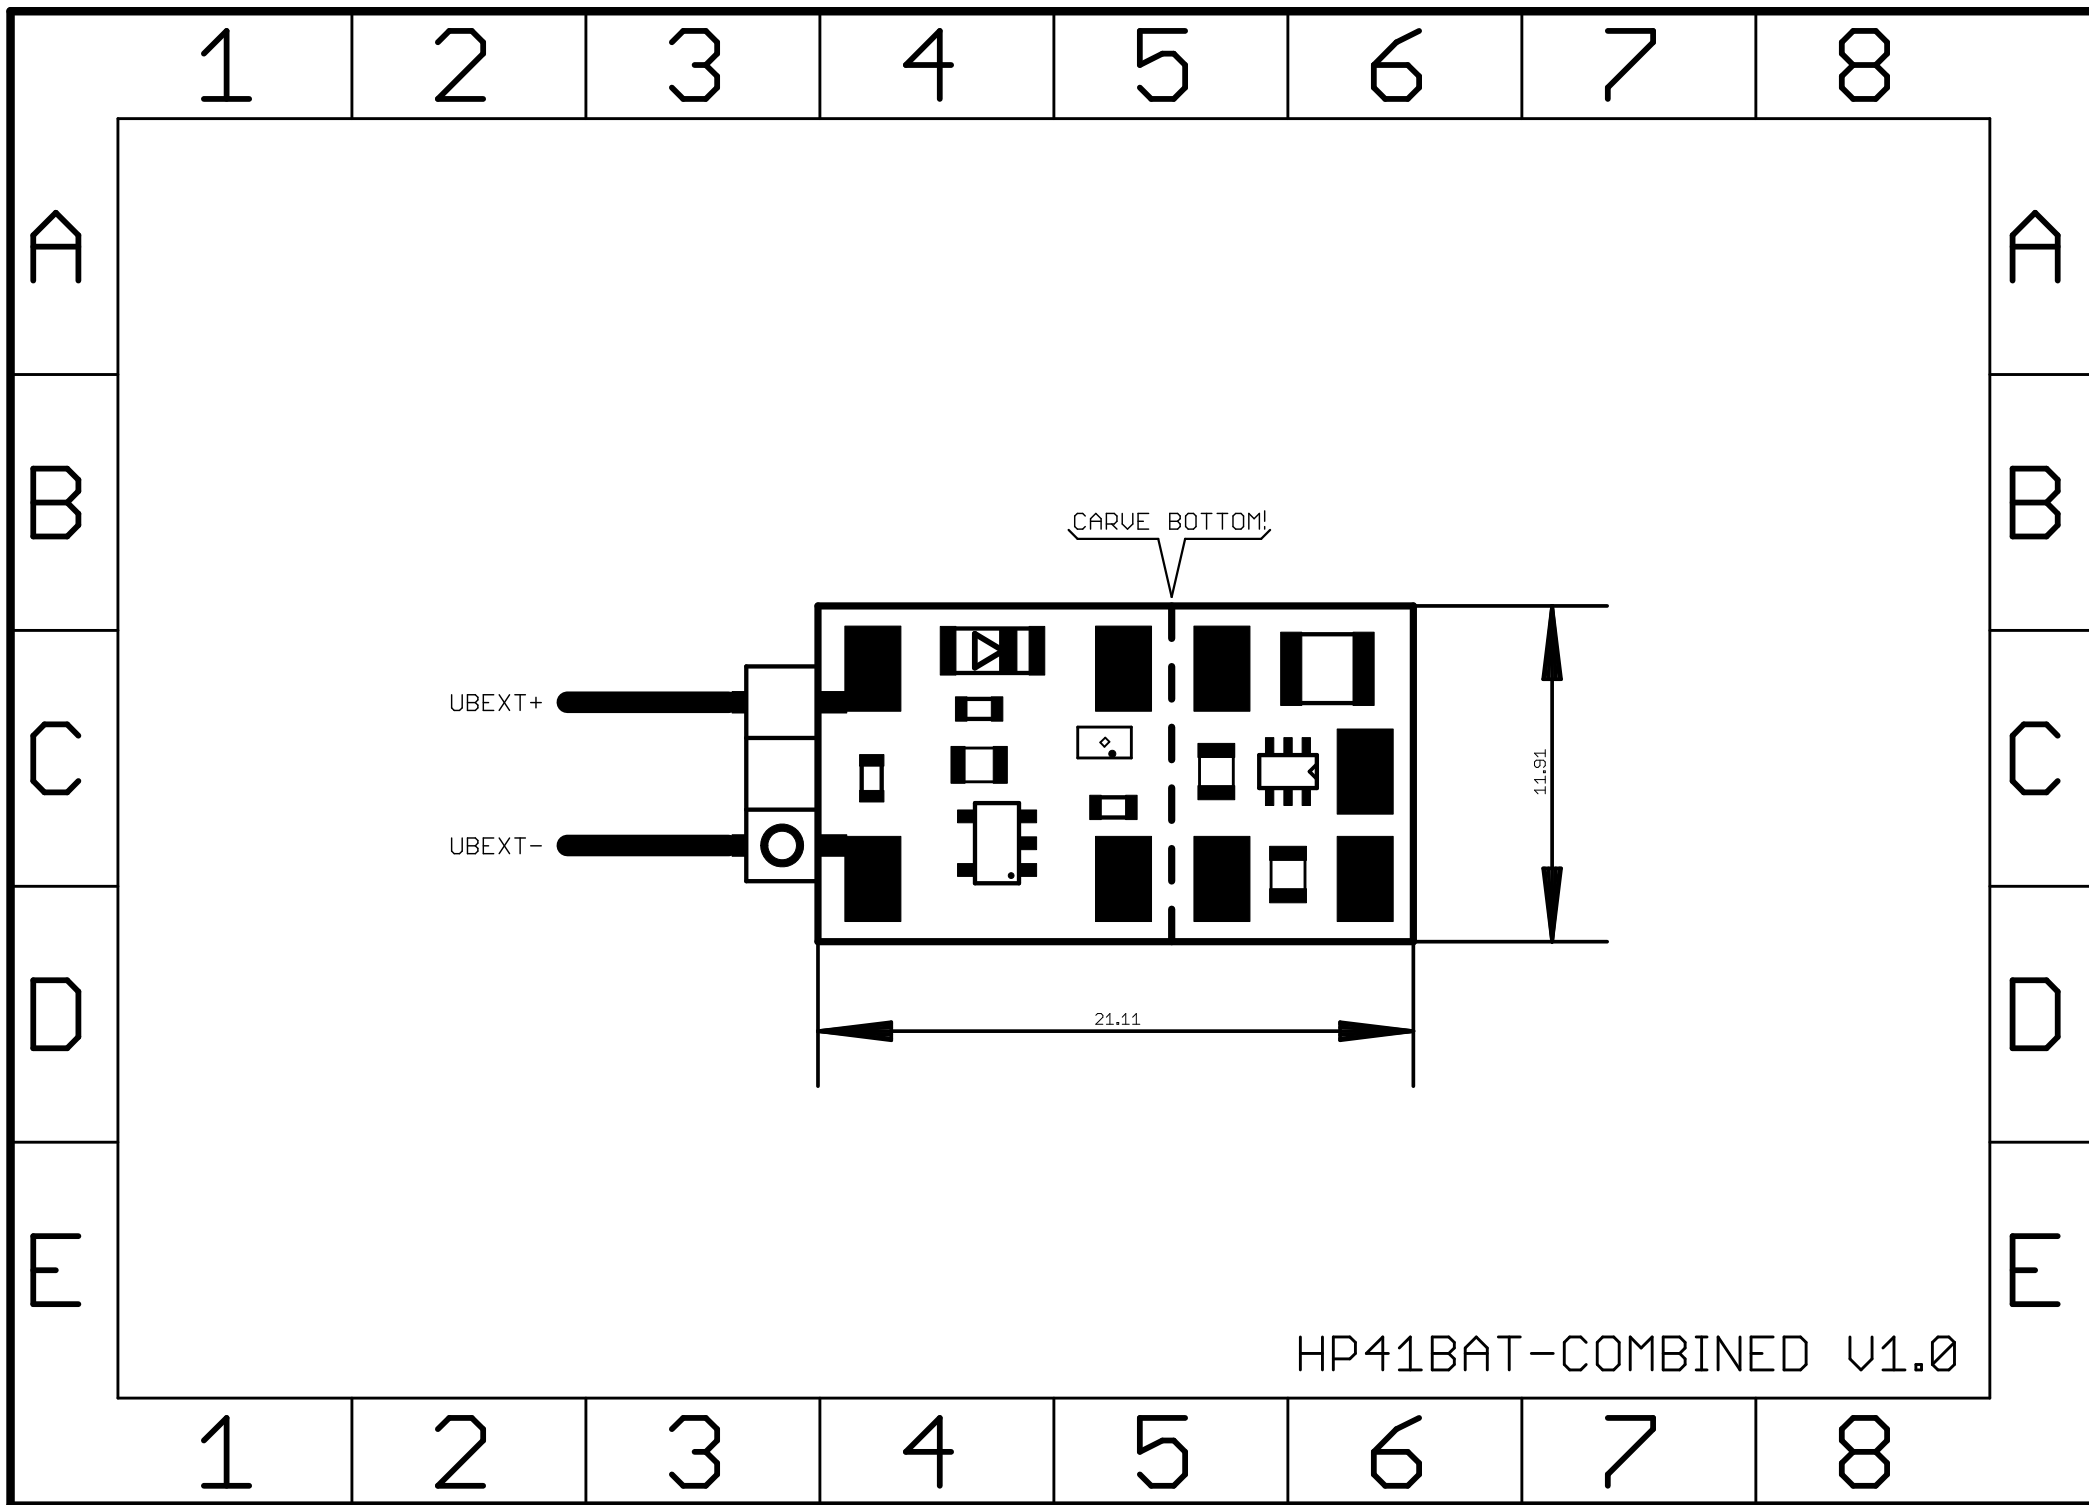 1 2 3 4 5 6 7 8
A A
B B
CARVE BOTTOM!
UBEXT+
C C
11.91
UBEXT-
D D
21.11
E E
HP41BAT-COMBINED V1.0
1 2 3 4 5 6 7 8